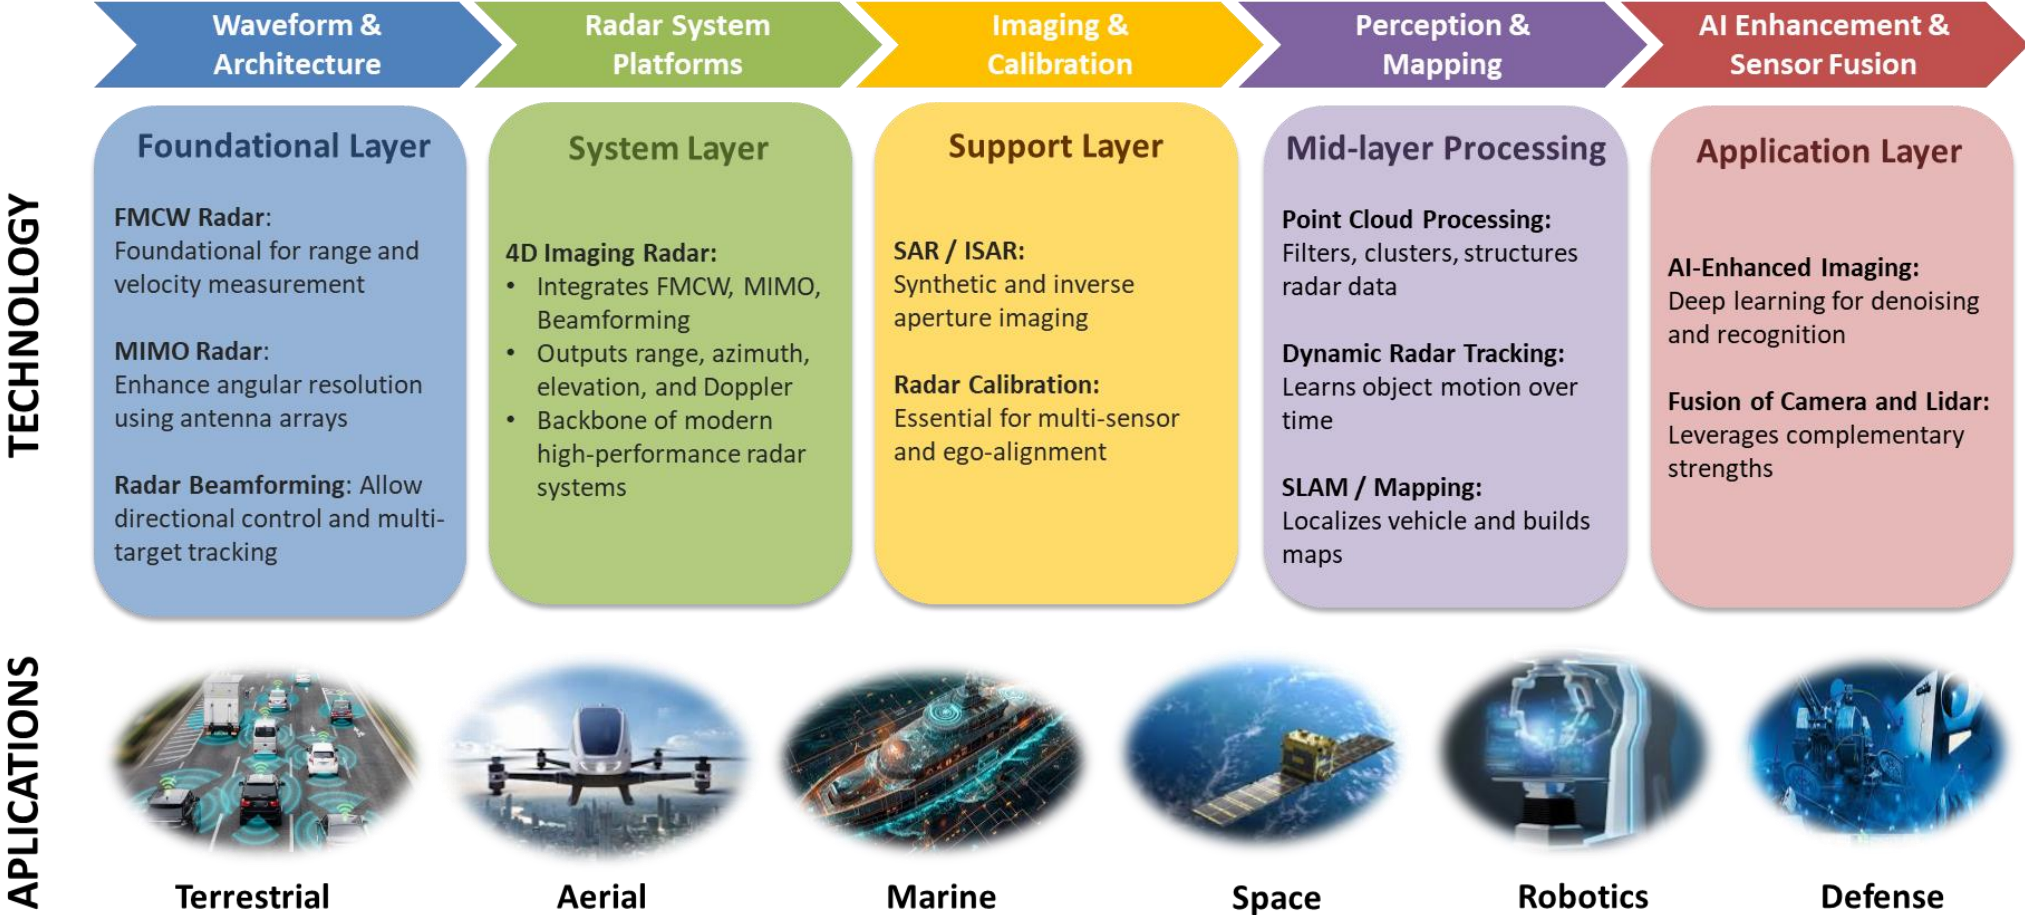 Waveform &
Architecture
Radar System
Platforms
Imaging &
Calibration
Perception &
Mapping
AI Enhancement &
Sensor Fusion
TECHNOLOGY
Foundational Layer
FMCW Radar:
Foundational for range and
velocity measurement
MIMO Radar:
Enhance angular resolution
using antenna arrays
Radar Beamforming: Allow
directional control and multi-
target tracking
System Layer
4D Imaging Radar:
• Integrates FMCW, MIMO,
Beamforming
• Outputs range, azimuth,
elevation, and Doppler
• Backbone of modern
high-performance radar
systems
Support Layer
SAR / ISAR:
Synthetic and inverse
aperture imaging
Radar Calibration:
Essential for multi-sensor
and ego-alignment
Mid-layer Processing
Point Cloud Processing:
Filters, clusters, structures
radar data
Dynamic Radar Tracking:
Learns object motion over
time
SLAM / Mapping:
Localizes vehicle and builds
maps
Application Layer
AI-Enhanced Imaging:
Deep learning for denoising
and recognition
Fusion of Camera and Lidar:
Leverages complementary
strengths
APLICATIONS
Terrestrial
Aerial
Marine
Space
Robotics
Defense